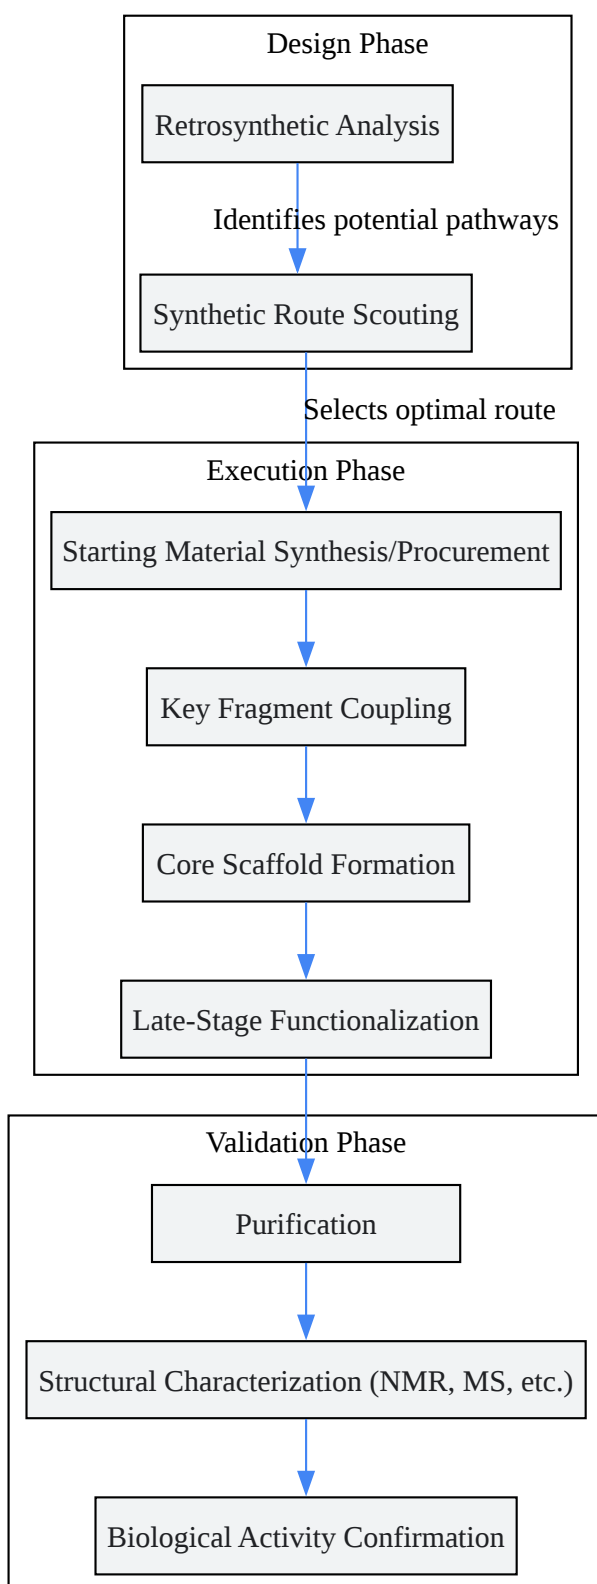 Design Phase
Retrosynthetic Analysis
Identifies potential pathways
Synthetic Route Scouting
Selects optimal route
Execution Phase
Starting Material Synthesis/Procurement
Key Fragment Coupling
Core Scaffold Formation
Late-Stage Functionalization
Validation Phase
Purification
Structural Characterization (NMR, MS, etc.)
Biological Activity Confirmation